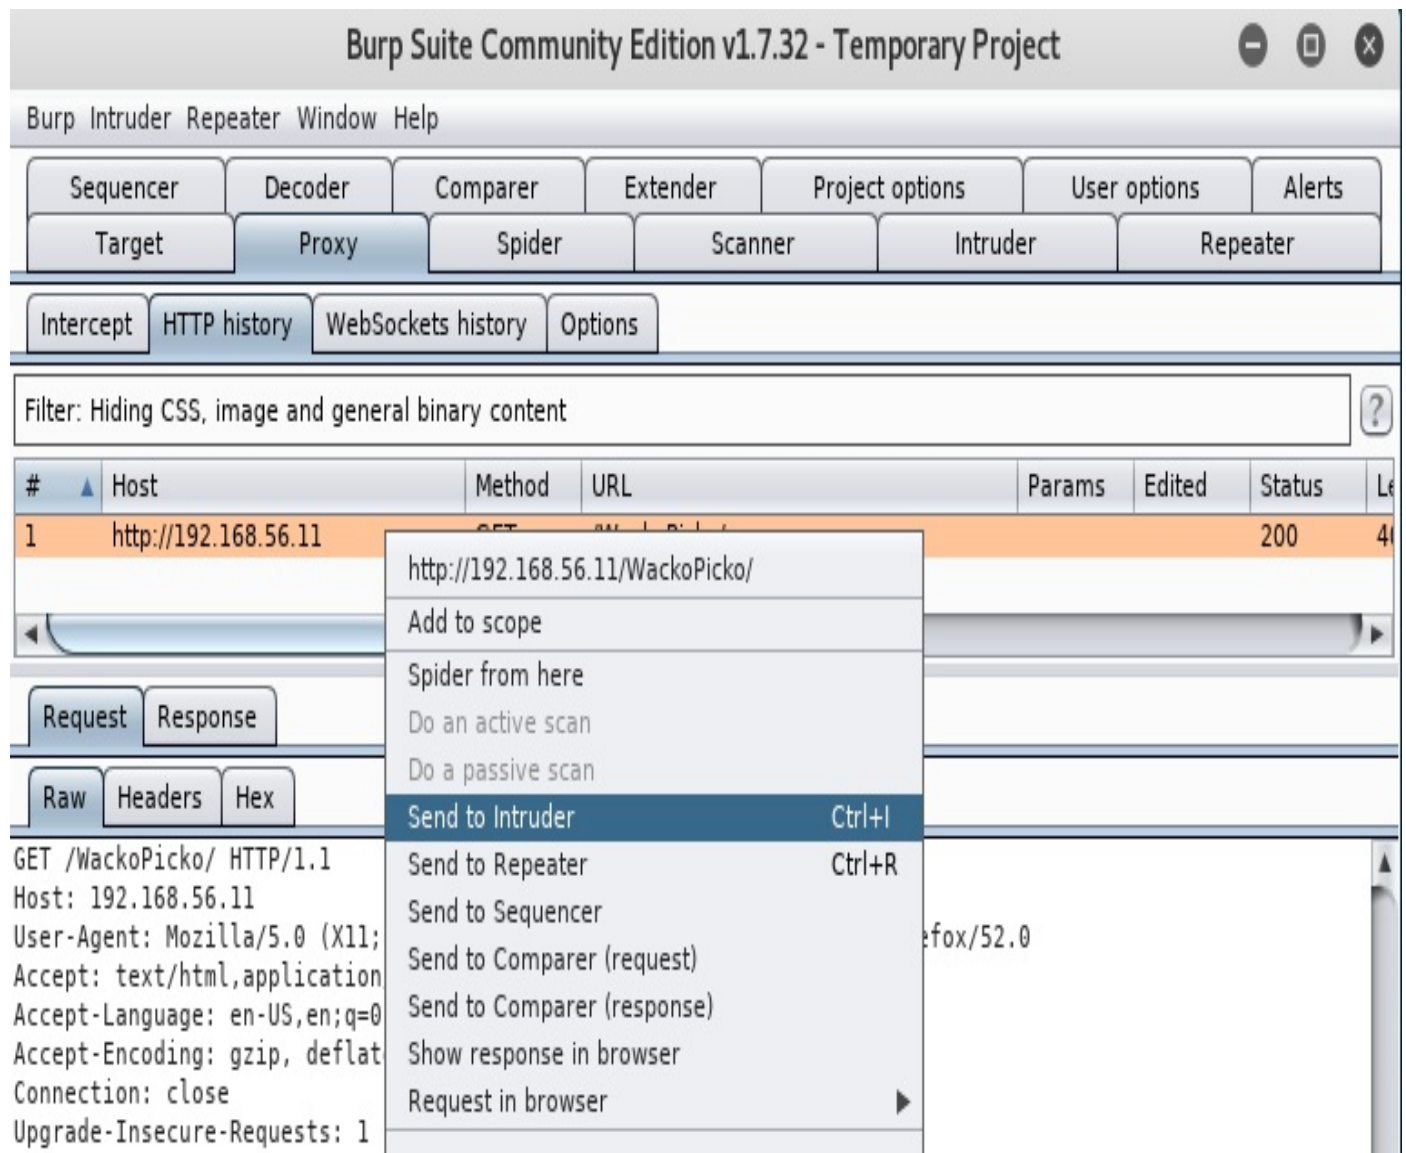 Burp Suite Community Edition v1.7.32 - Temporary Project
Burp Intruder Repeater Window Help
Sequencer Decoder Comparer Extender Project options User options Alerts
Target Proxy Spider Scanner Intruder Repeater
Intercept HTTP history WebSockets history Options
Filter: Hiding CSS, image and general binary content ?
# Host Method URL Params Edited Status
1 http://192.168.56.11 GET /WackoPicko/ 200
http://192.168.56.11/WackoPicko/
Add to scope
Spider from here
Do an active scan
Do a passive scan
Send to Intruder Ctrl+I
Send to Repeater Ctrl+R
Send to Sequencer
Send to Comparer (request)
Send to Comparer (response)
Show response in browser
Request in browser
Request Response
Raw Headers Hex
GET /WackoPicko/ HTTP/1.1
Host: 192.168.56.11
User-Agent: Mozilla/5.0 (X11; efox/52.0
Accept: text/html,application
Accept-Language: en-US,en;q=0
Accept-Encoding: gzip, deflat
Connection: close
Upgrade-Insecure-Requests: 1